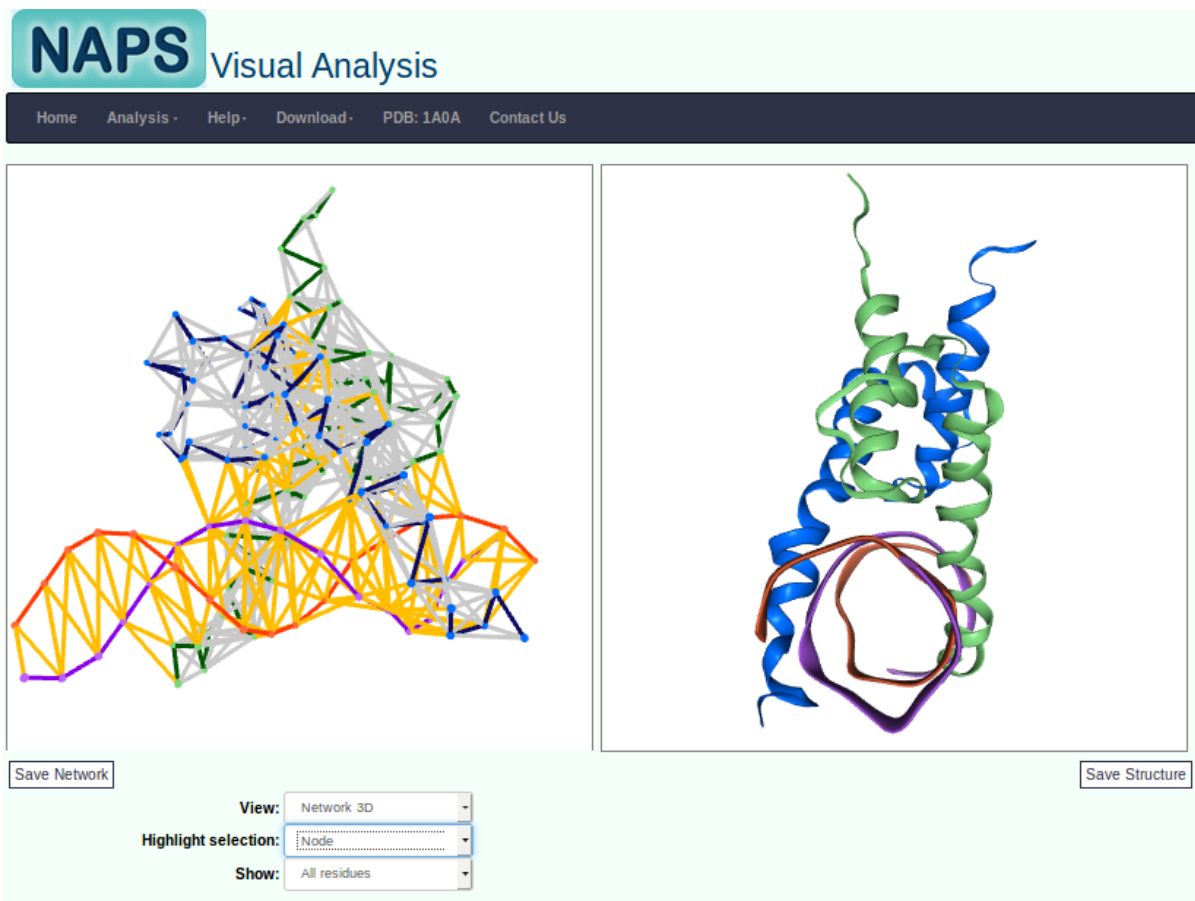 NAPS Visual Analysis
Home Analysis Help Download PDB: 1A0A Contact Us
Save Network Save Structure
View: Network 3D
Highlight selection: Node
Show: All residues